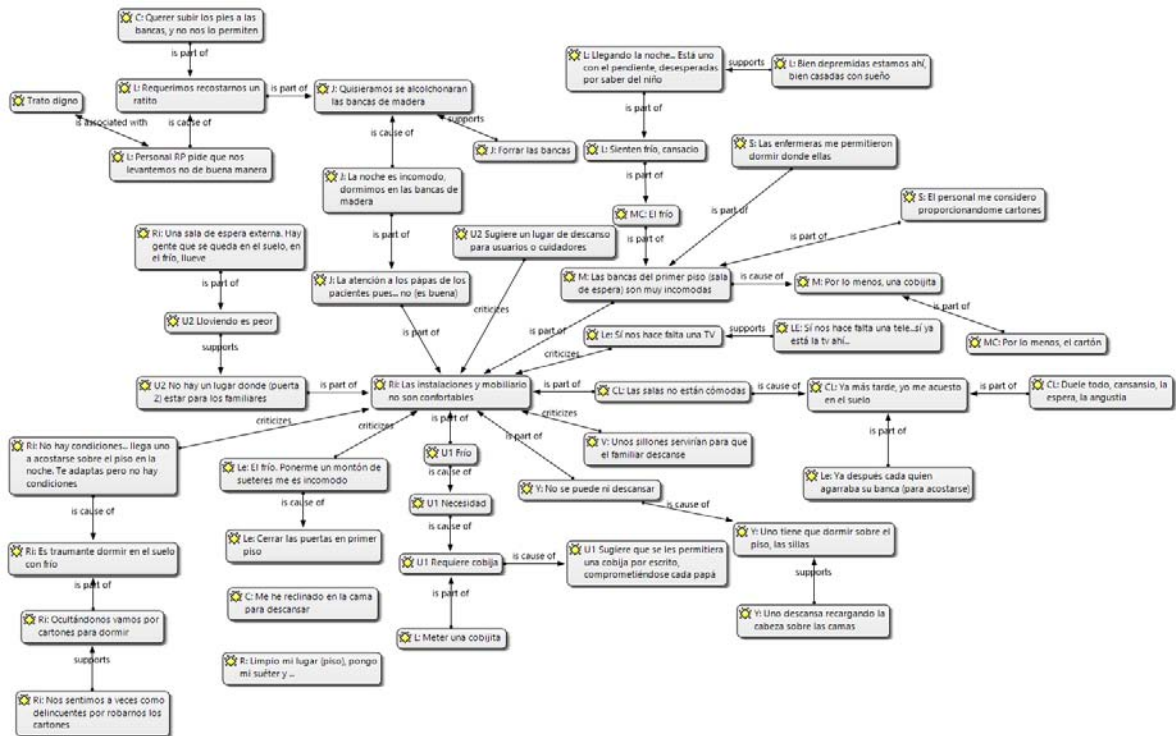 C: Querer subir los pies a las
bancas, y no nos lo permiten
is part of
L: Requerimos recostarnos un
ratito
is part of
J: Quisieramos se alcolchonaran
las bancas de madera
Trato digno
is associated with
is cause of
L: Personal RP pide que nos
levantemos no de buena manera
is cause of
supports
J: Forrar las bancas
J: La noche es incomodo,
dormimos en las bancas de
madera
is part of
J: La atención a los pàpas de los
pacientes pues... no (es buena)
is part of
L: Llegando la noche... Está uno
con el pendiente, desesperadas
por saber del niño
supports
L: Bien depremidas estamos ahí,
bien casadas con sueño
is part of
L: Sienten frío, cansacio
is part of
MC: El frío
is part of
S: Las enfermeras me permitieron
dormir donde ellas
is part of
S: El personal me considero
proporcionandome cartones
is part of
U2 Sugiere un lugar de descanso
para usuarios o cuidadores
criticizes
M: Las bancas del primer piso (sala
de espera) son muy incomodas
is cause of
M: Por lo menos, una cobijita
is part of
MC: Por lo menos, el cartón
is part of
Ri: Una sala de espera externa. Hay
gente que se queda en el suelo, en
el frío, llueve
is part of
U2 Lloviendo es peor
supports
U2 No hay un lugar donde (puerta
2) estar para los familiares
is part of
Le: Sí nos hace falta una TV
supports
LE: Sí nos hace falta una tele...sí ya
está la tv ahí...
criticizes
Ri: Las instalaciones y mobiliario
no son confortables
is part of
CL: Las salas no están cómodas
is cause of
CL: Ya más tarde, yo me acuesto
en el suelo
is part of
CL: Duele todo, cansansio, la
espera, la angustia
is part of
Le: Ya después cada quien
agarraba su banca (para acostarse)
criticizes
Ri: No hay condiciones... llega uno
a acostarse sobre el piso en la
noche. Te adaptas pero no hay
condiciones
is cause of
Ri: Es traumante dormir en el suelo
con frío
is part of
Ri: Ocultándonos vamos por
cartones para dormir
supports
Ri: Nos sentimos a veces como
delincuentes por robarnos los
cartones
criticizes
Le: El frío. Ponerme un montón de
sueteres me es incomodo
is cause of
Le: Cerrar las puertas en primer
piso
C: Me he reclinado en la cama
para descansar
R: Limpio mi lugar (piso), pongo
mi suéter y ...
is part of
U1 Frío
is cause of
U1 Necesidad
is cause of
U1 Requiere cobija
is cause of
U1 Sugiere que se les permitiera
una cobija por escrito,
comprometiéndose cada papá
is part of
L: Meter una cobijita
criticizes
V: Unos sillones servirían para que
el familiar descanse
is part of
Y: No se puede ni descansar
is cause of
Y: Uno tiene que dormir sobre el
piso, las sillas
supports
Y: Uno descansa recargando la
cabeza sobre las camas